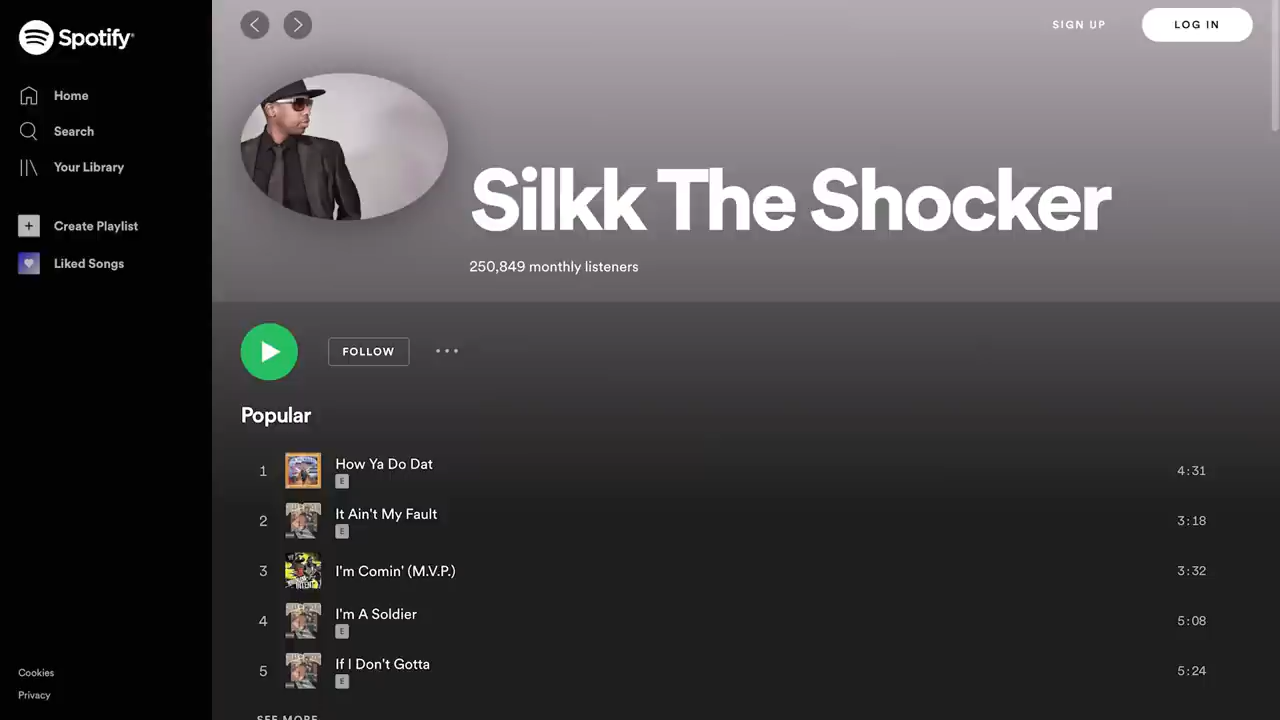 Spotify
SIGN UP
LOG IN
Home
Search
Your Library
Create Playlist
Liked Songs
Silkk The Shocker
250,849 monthly listeners
FOLLOW
Popular
1
How Ya Do Dat
E
4:31
2
It Ain't My Fault
E
3:18
3
I'm Comin' (M.V.P.)
3:32
4
I'm A Soldier
E
5:08
5
If I Don't Gotta
E
5:24
SEE MORE
Cookies
Privacy